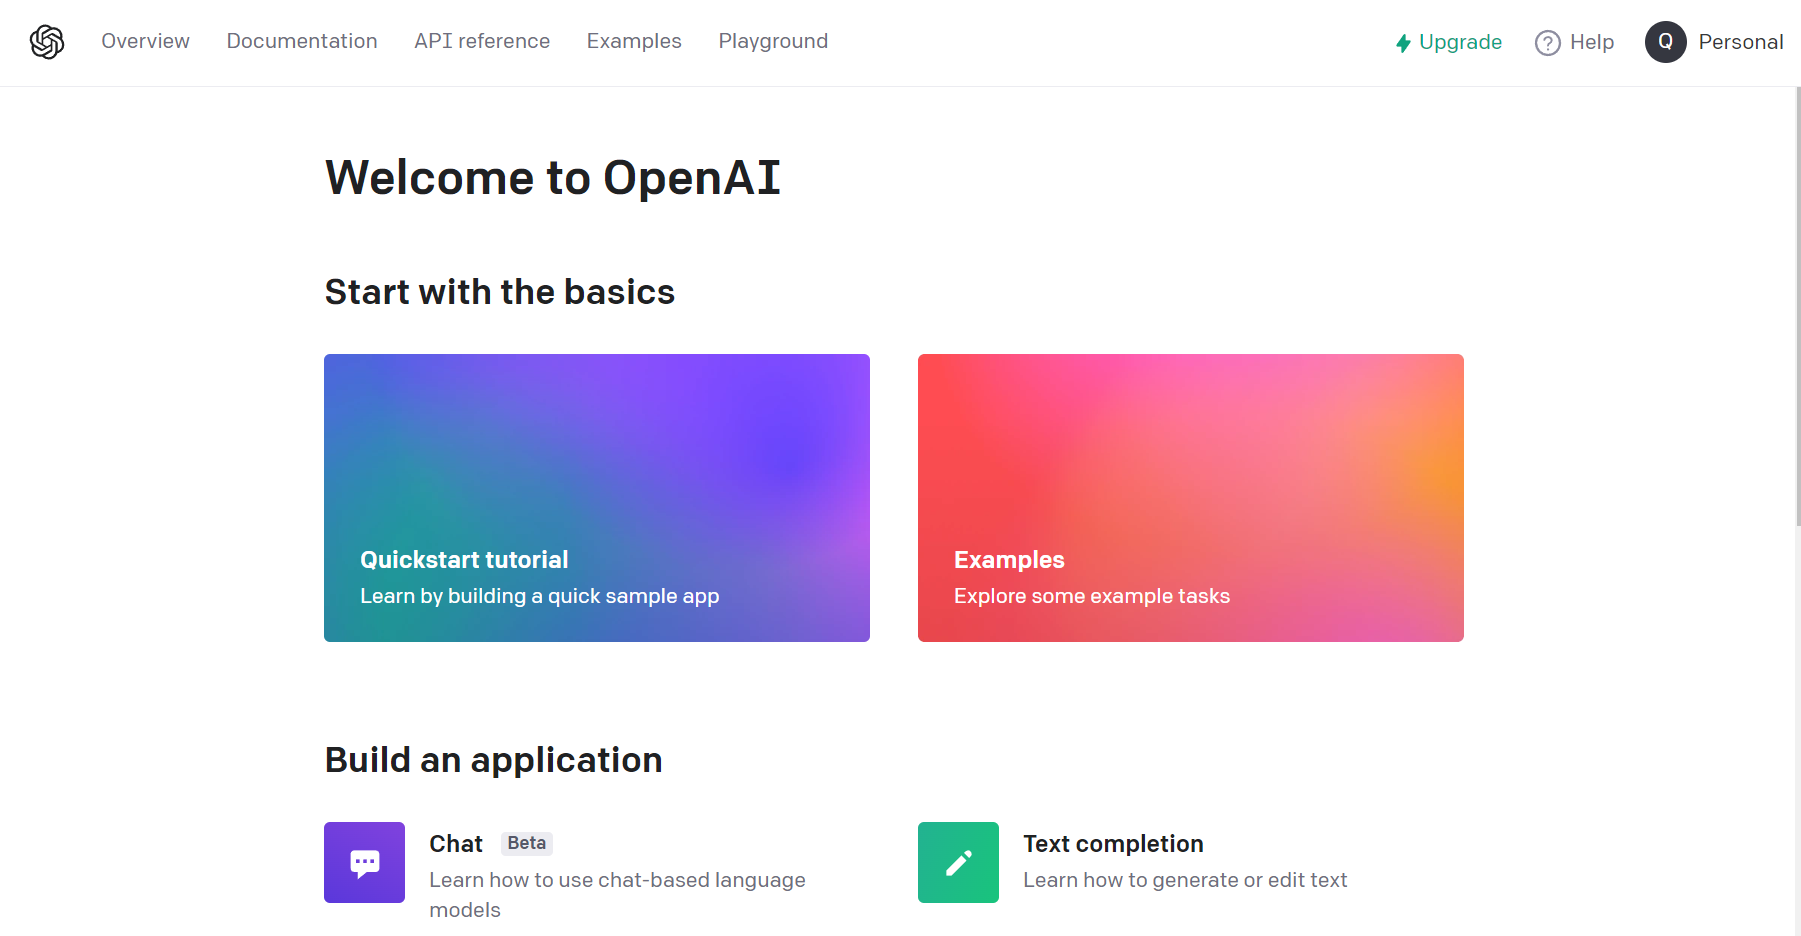 Overview Documentation API reference Examples Playground Upgrade ? Help Q Personal
Welcome to OpenAI
Start with the basics
Quickstart tutorial
Learn by building a quick sample app
Examples
Explore some example tasks
Build an application
Chat Beta
Learn how to use chat-based language
models
Text completion
Learn how to generate or edit text